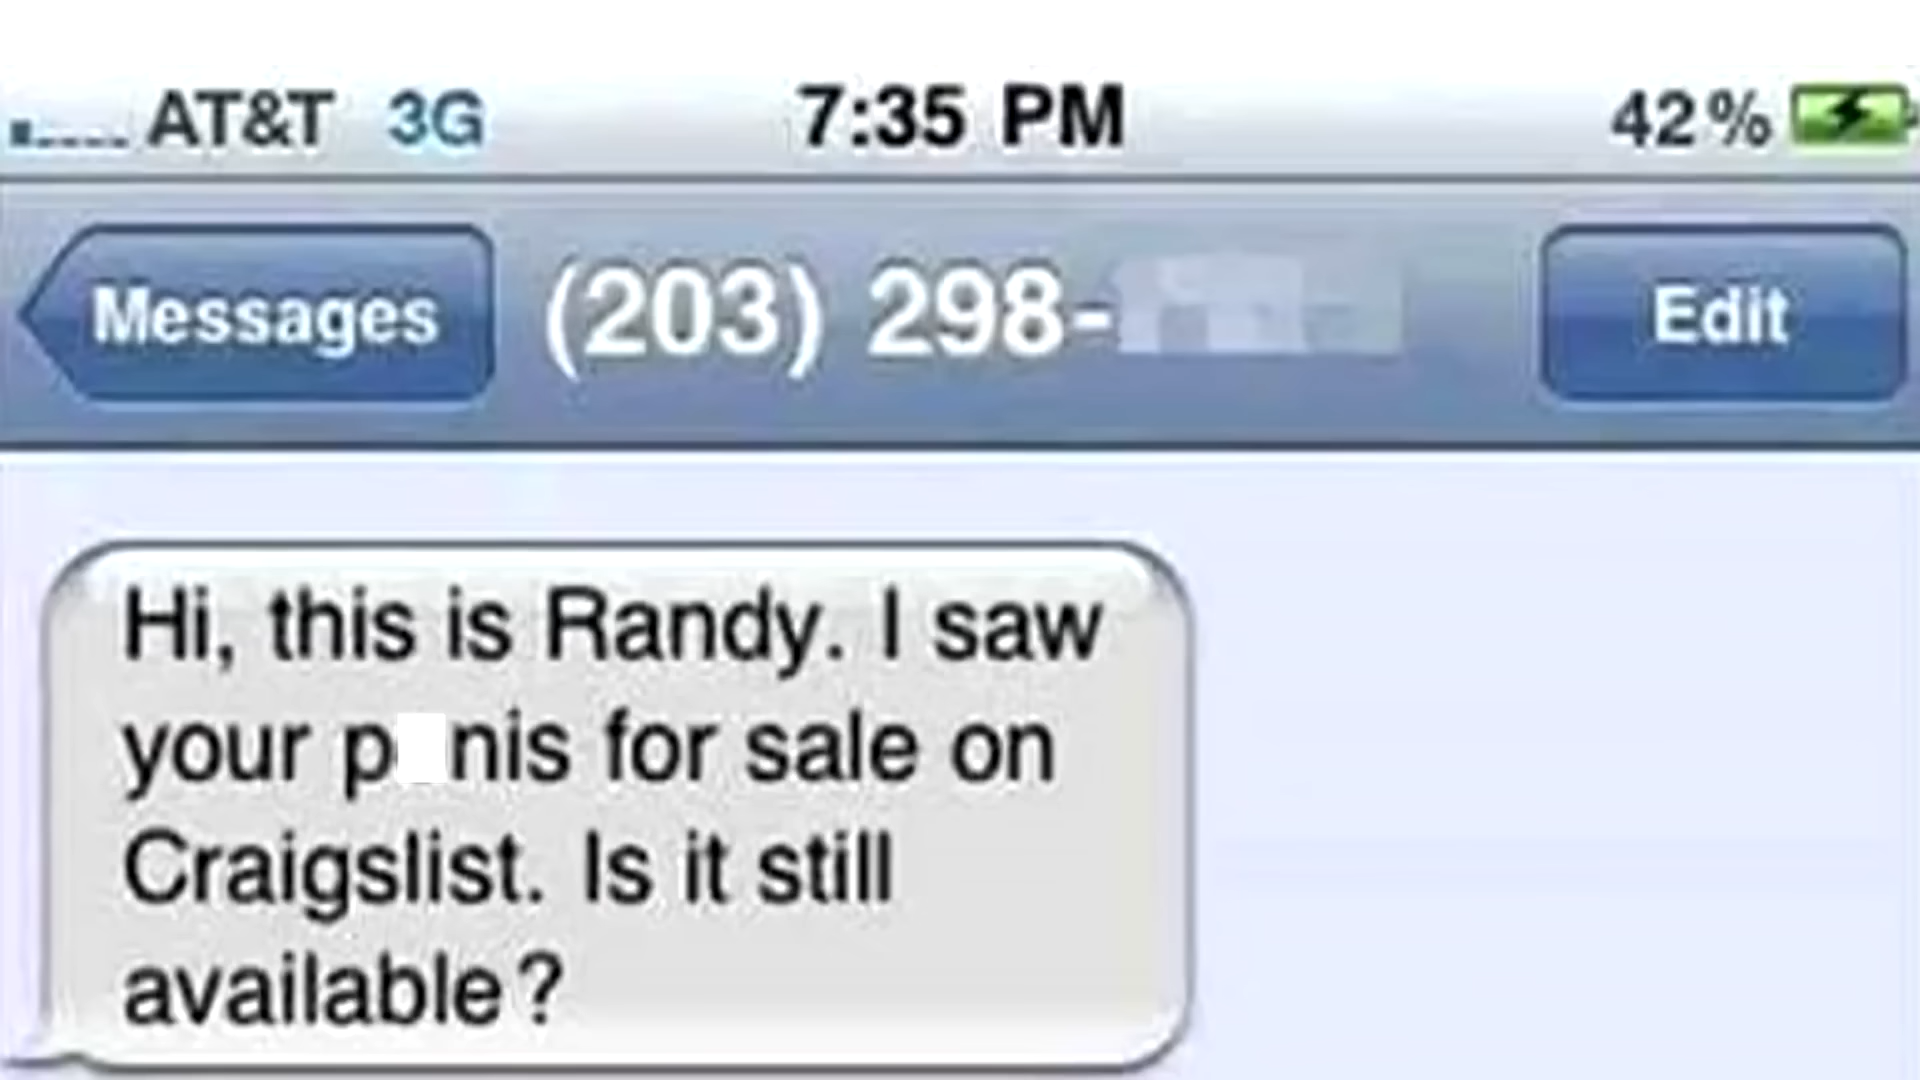 AT&T 3G 7:35 PM 42%
Messages (203) 298- Edit
Hi, this is Randy. I saw
your p nis for sale on
Craigslist. Is it still
available?